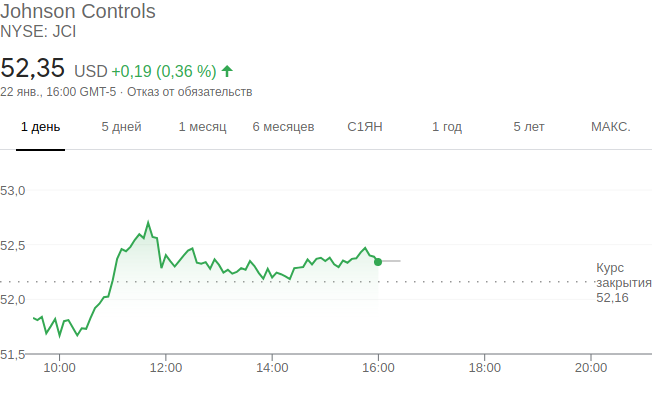 Johnson Controls
NYSE: JCI
52,35 USD +0,19 (0,36 %)
22 янв., 16:00 GMT-5 · Отказ от обязательств
1 день 5 дней 1 месяц 6 месяцев С1ЯН 1 год 5 лет МАКС.
53,0
52,5
Курс
закрытия
52,0 52,16
51,5
10:00 12:00 14:00 16:00 18:00 20:00